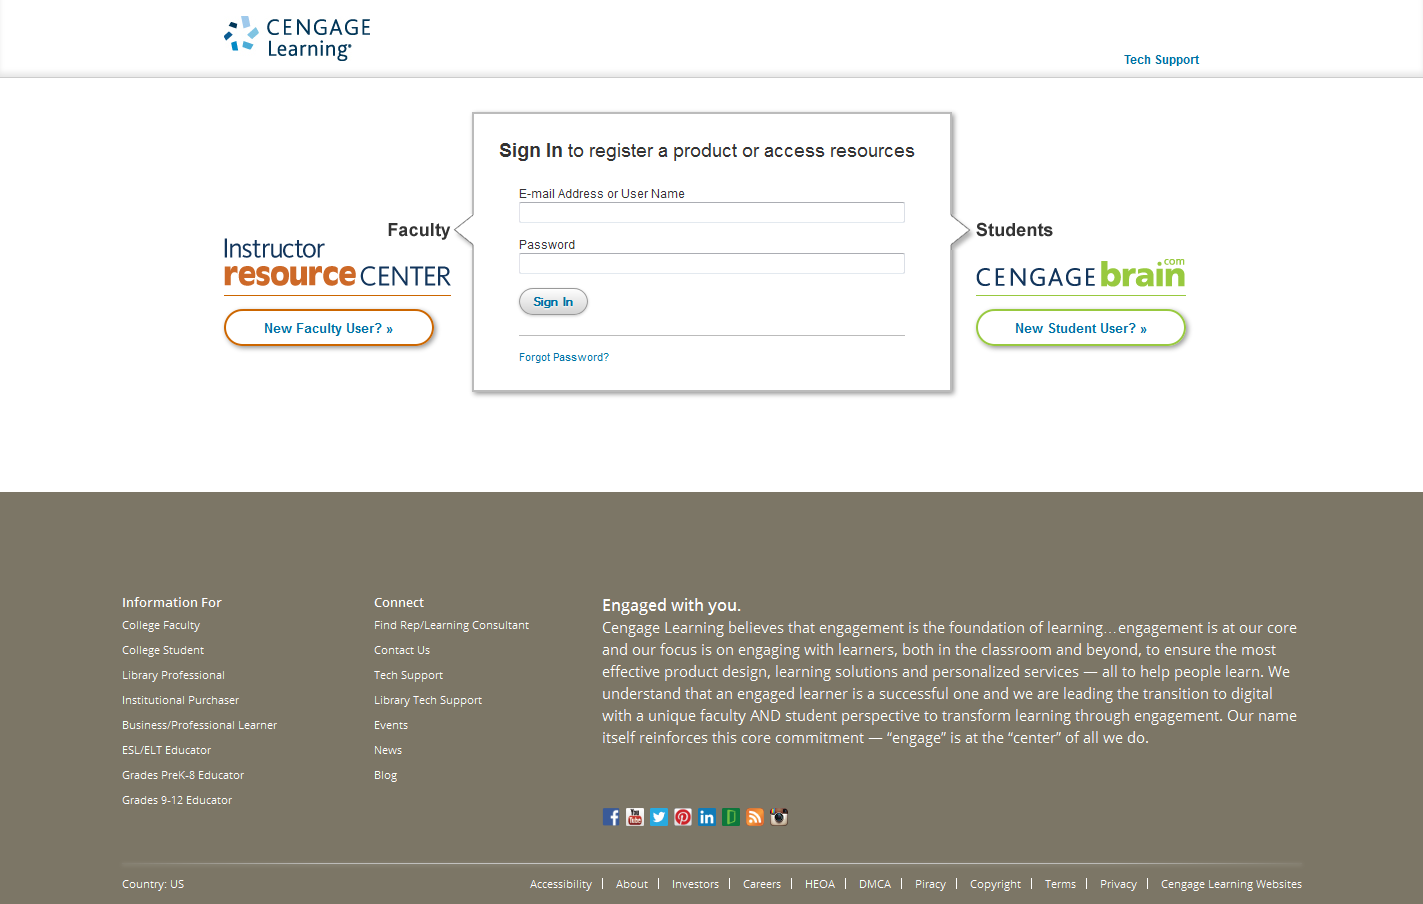 CENGAGE
Learning
Tech Support
Sign In to register a product or access resources
E-mail Address or User Name
Password
Sign In
Forgot Password?
Faculty
Instructor
resource CENTER
New Faculty User? »
Students
CENGAGE brain .com
New Student User? »
Information For
College Faculty
College Student
Library Professional
Institutional Purchaser
Business/Professional Learner
ESL/ELT Educator
Grades PreK-8 Educator
Grades 9-12 Educator
Connect
Find Rep/Learning Consultant
Contact Us
Tech Support
Library Tech Support
Events
News
Blog
Engaged with you.
Cengage Learning believes that engagement is the foundation of learning…engagement is at our core
and our focus is on engaging with learners, both in the classroom and beyond, to ensure the most
effective product design, learning solutions and personalized services — all to help people learn. We
understand that an engaged learner is a successful one and we are leading the transition to digital
with a unique faculty AND student perspective to transform learning through engagement. Our name
itself reinforces this core commitment — “engage” is at the “center” of all we do.
You Tube
Country: US
Accessibility | About | Investors | Careers | HEOA | DMCA | Piracy | Copyright | Terms | Privacy | Cengage Learning Websites